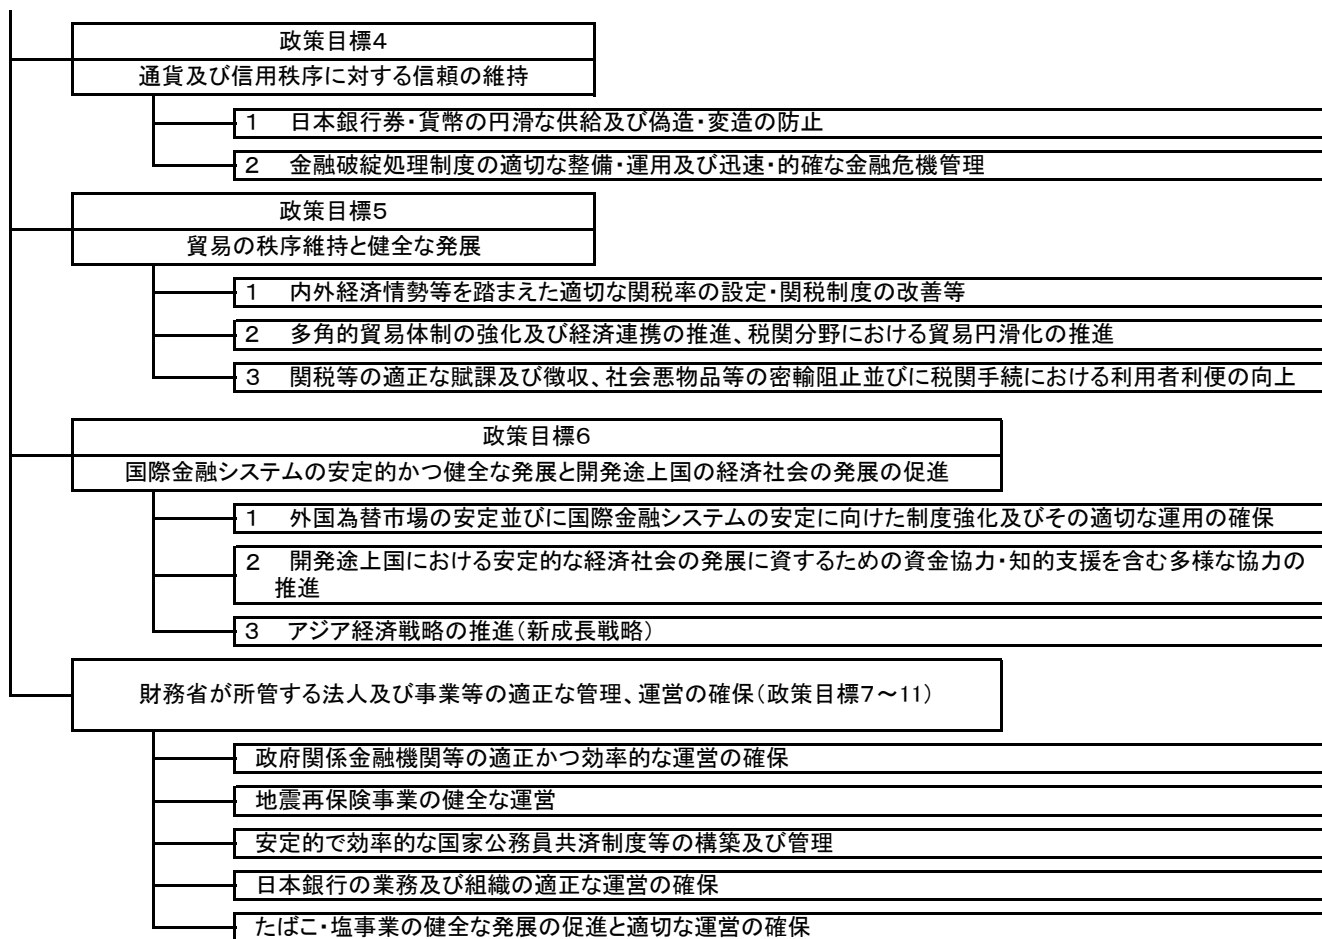 政策目標4
通貨及び信用秩序に対する信頼の維持
1　日本銀行券・貨幣の円滑な供給及び偽造・変造の防止
2　金融破綻処理制度の適切な整備・運用及び迅速・的確な金融危機管理
政策目標5
貿易の秩序維持と健全な発展
1　内外経済情勢等を踏まえた適切な関税率の設定・関税制度の改善等
2　多角的貿易体制の強化及び経済連携の推進、税関分野における貿易円滑化の推進
3　関税等の適正な賦課及び徴収、社会悪物品等の密輸阻止並びに税関手続における利用者利便の向上
政策目標6
国際金融システムの安定的かつ健全な発展と開発途上国の経済社会の発展の促進
1　外国為替市場の安定並びに国際金融システムの安定に向けた制度強化及びその適切な運用の確保
2　開発途上国における安定的な経済社会の発展に資するための資金協力・知的支援を含む多様な協力の
推進
3　アジア経済戦略の推進（新成長戦略）
財務省が所管する法人及び事業等の適正な管理、運営の確保（政策目標7～11）
政府関係金融機関等の適正かつ効率的な運営の確保
地震再保険事業の健全な運営
安定的で効率的な国家公務員共済制度等の構築及び管理
日本銀行の業務及び組織の適正な運営の確保
たばこ・塩事業の健全な発展の促進と適切な運営の確保